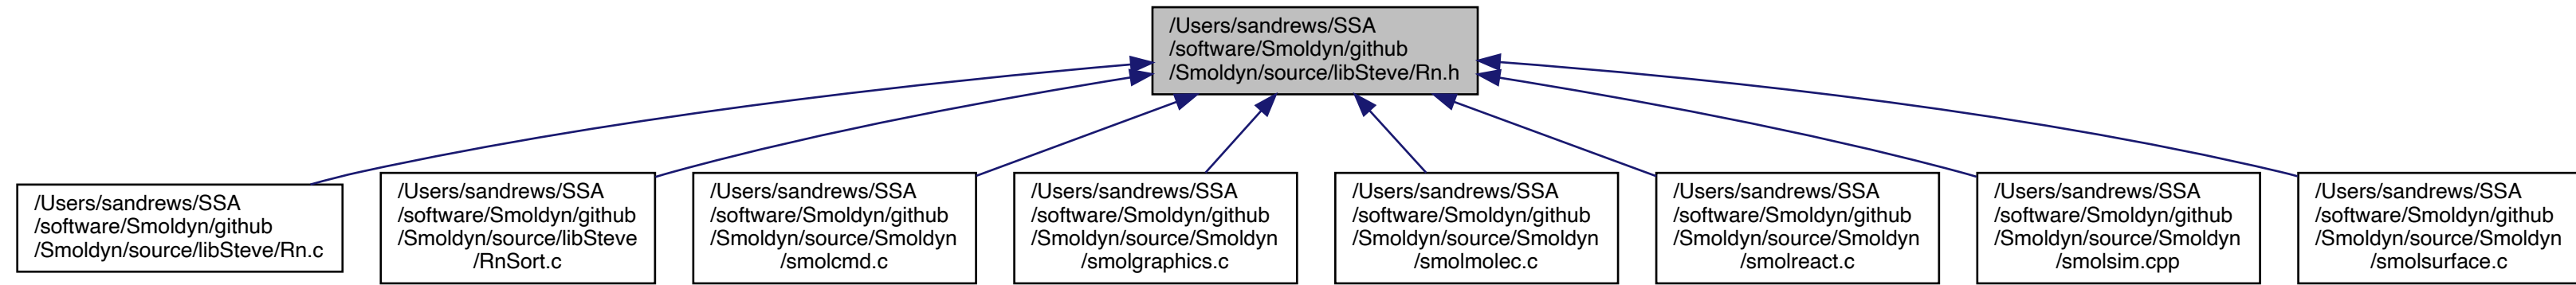 /Users/sandrews/SSA
/software/Smoldyn/github
/Smoldyn/source/libSteve/Rn.h
/Users/sandrews/SSA
/software/Smoldyn/github
/Smoldyn/source/libSteve/Rn.c
/Users/sandrews/SSA
/software/Smoldyn/github
/Smoldyn/source/libSteve
/RnSort.c
/Users/sandrews/SSA
/software/Smoldyn/github
/Smoldyn/source/Smoldyn
/smolcmd.c
/Users/sandrews/SSA
/software/Smoldyn/github
/Smoldyn/source/Smoldyn
/smolgraphics.c
/Users/sandrews/SSA
/software/Smoldyn/github
/Smoldyn/source/Smoldyn
/smolmolec.c
/Users/sandrews/SSA
/software/Smoldyn/github
/Smoldyn/source/Smoldyn
/smolreact.c
/Users/sandrews/SSA
/software/Smoldyn/github
/Smoldyn/source/Smoldyn
/smolsim.cpp
/Users/sandrews/SSA
/software/Smoldyn/github
/Smoldyn/source/Smoldyn
/smolsurface.c